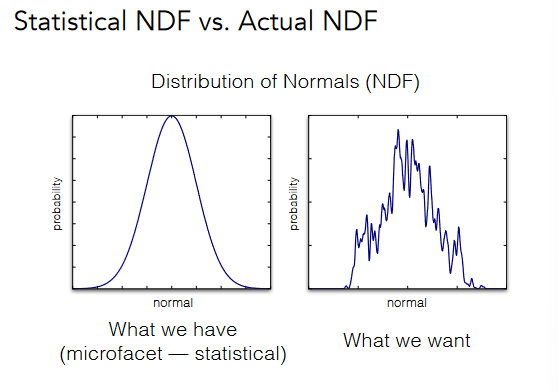 Statistical NDF vs. Actual NDF
Distribution of Normals (NDF)
probability
normal
What we have
(microfacet — statistical)
probability
normal
What we want